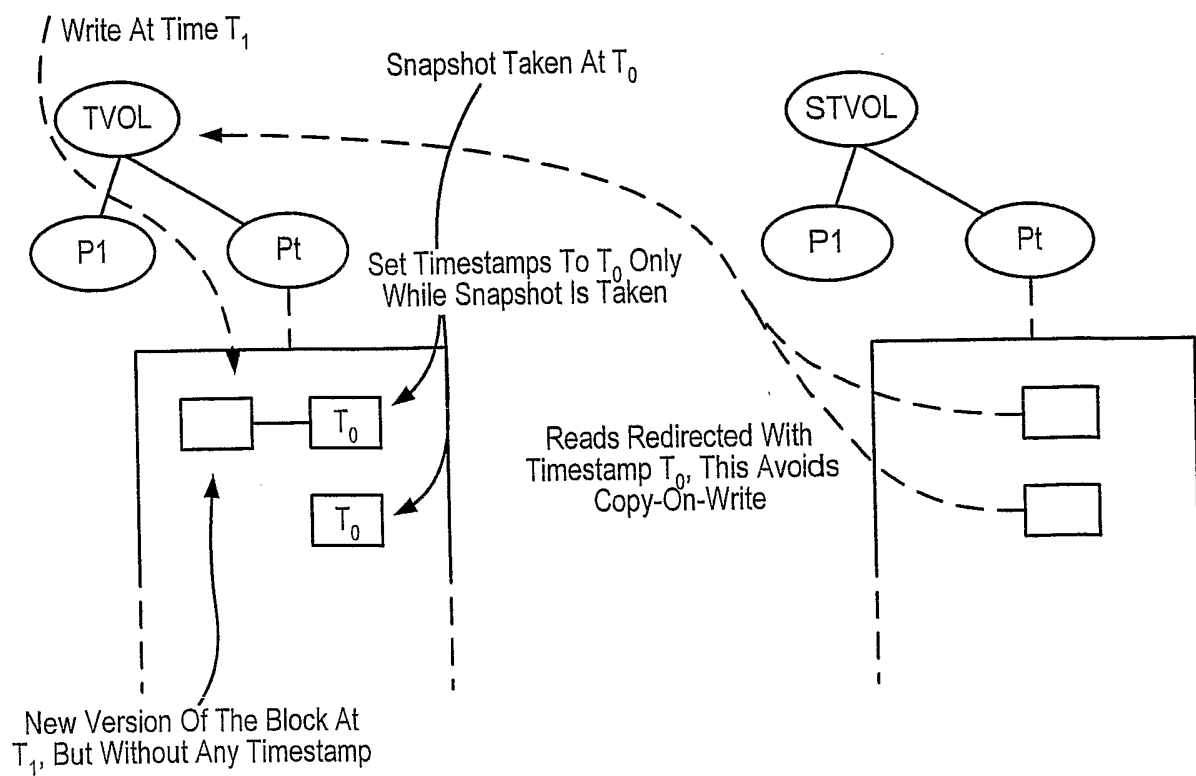 Write At Time T1
Snapshot Taken At T0
TVOL
STVOL
P1
Pt
P1
Pt
Set Timestamps To T0 Only
While Snapshot Is Taken
T0
T0
Reads Redirected With
Timestamp T0, This Avoids
Copy-On-Write
New Version Of The Block At
T1, But Without Any Timestamp